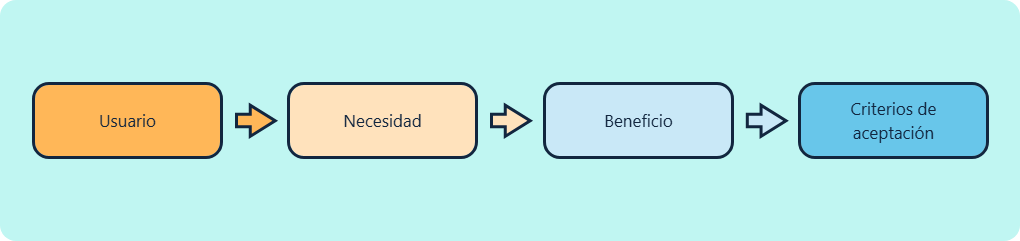 Usuario
Necesidad
Beneficio
Criterios de
aceptación